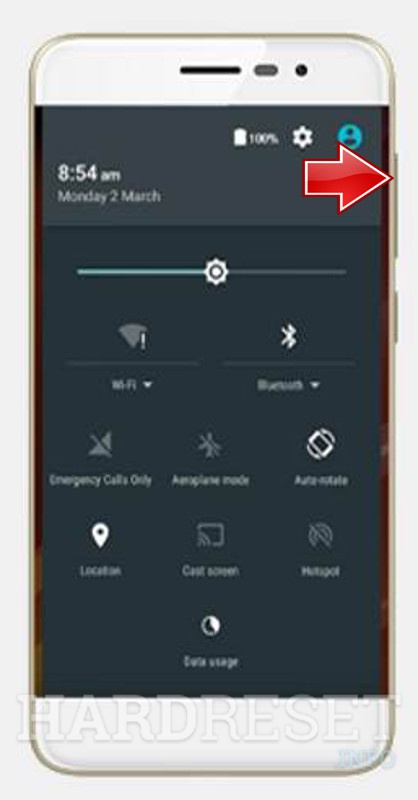 100%
8:54 am
Monday 2 March
!
Wi-Fi
Bluetooth
Emergency Calls Only
Aeroplane mode
Auto-rotate
Location
Cast screen
Hotspot
Data usage
HARDRESET
.INFO